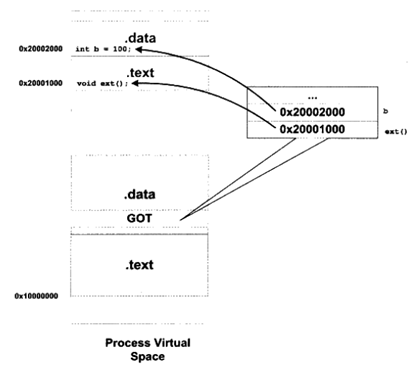 .data
0x20002000 int b = 100;
.text
0x20001000 void ext();
...
0x20002000 b
0x20001000 ext()
.data
GOT
.text
0x10000000
Process Virtual
Space